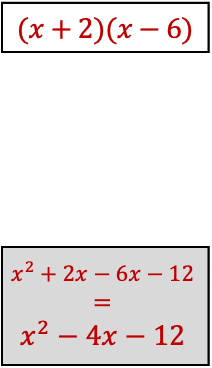 (x + 2)(x − 6)
x² + 2x − 6x − 12
=
x² − 4x − 12